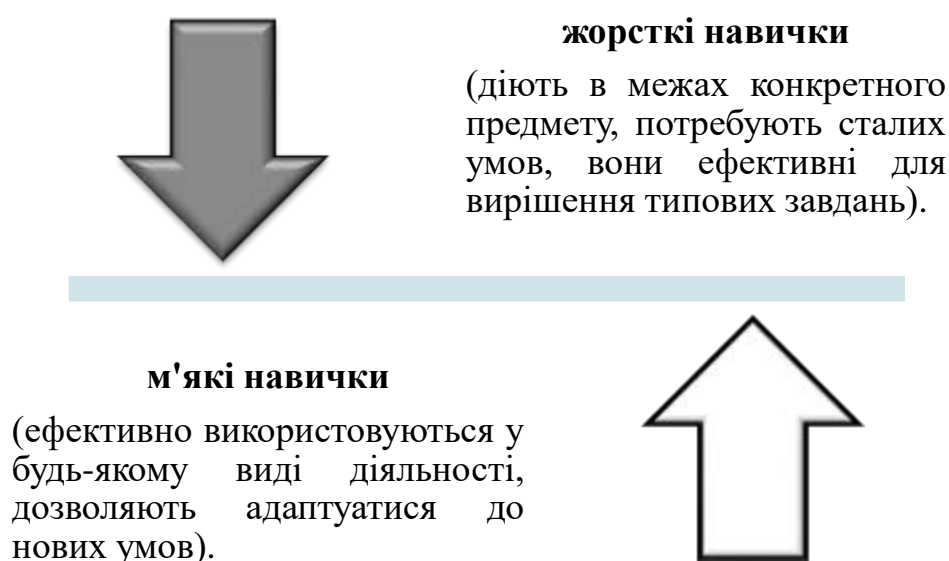 жорсткі навички
(діють в межах конкретного
предмету, потребують сталих
умов, вони ефективні для
вирішення типових завдань).
м'які навички
(ефективно використовуються у
будь-якому виді діяльності,
дозволяють адаптуатися до
нових умов).